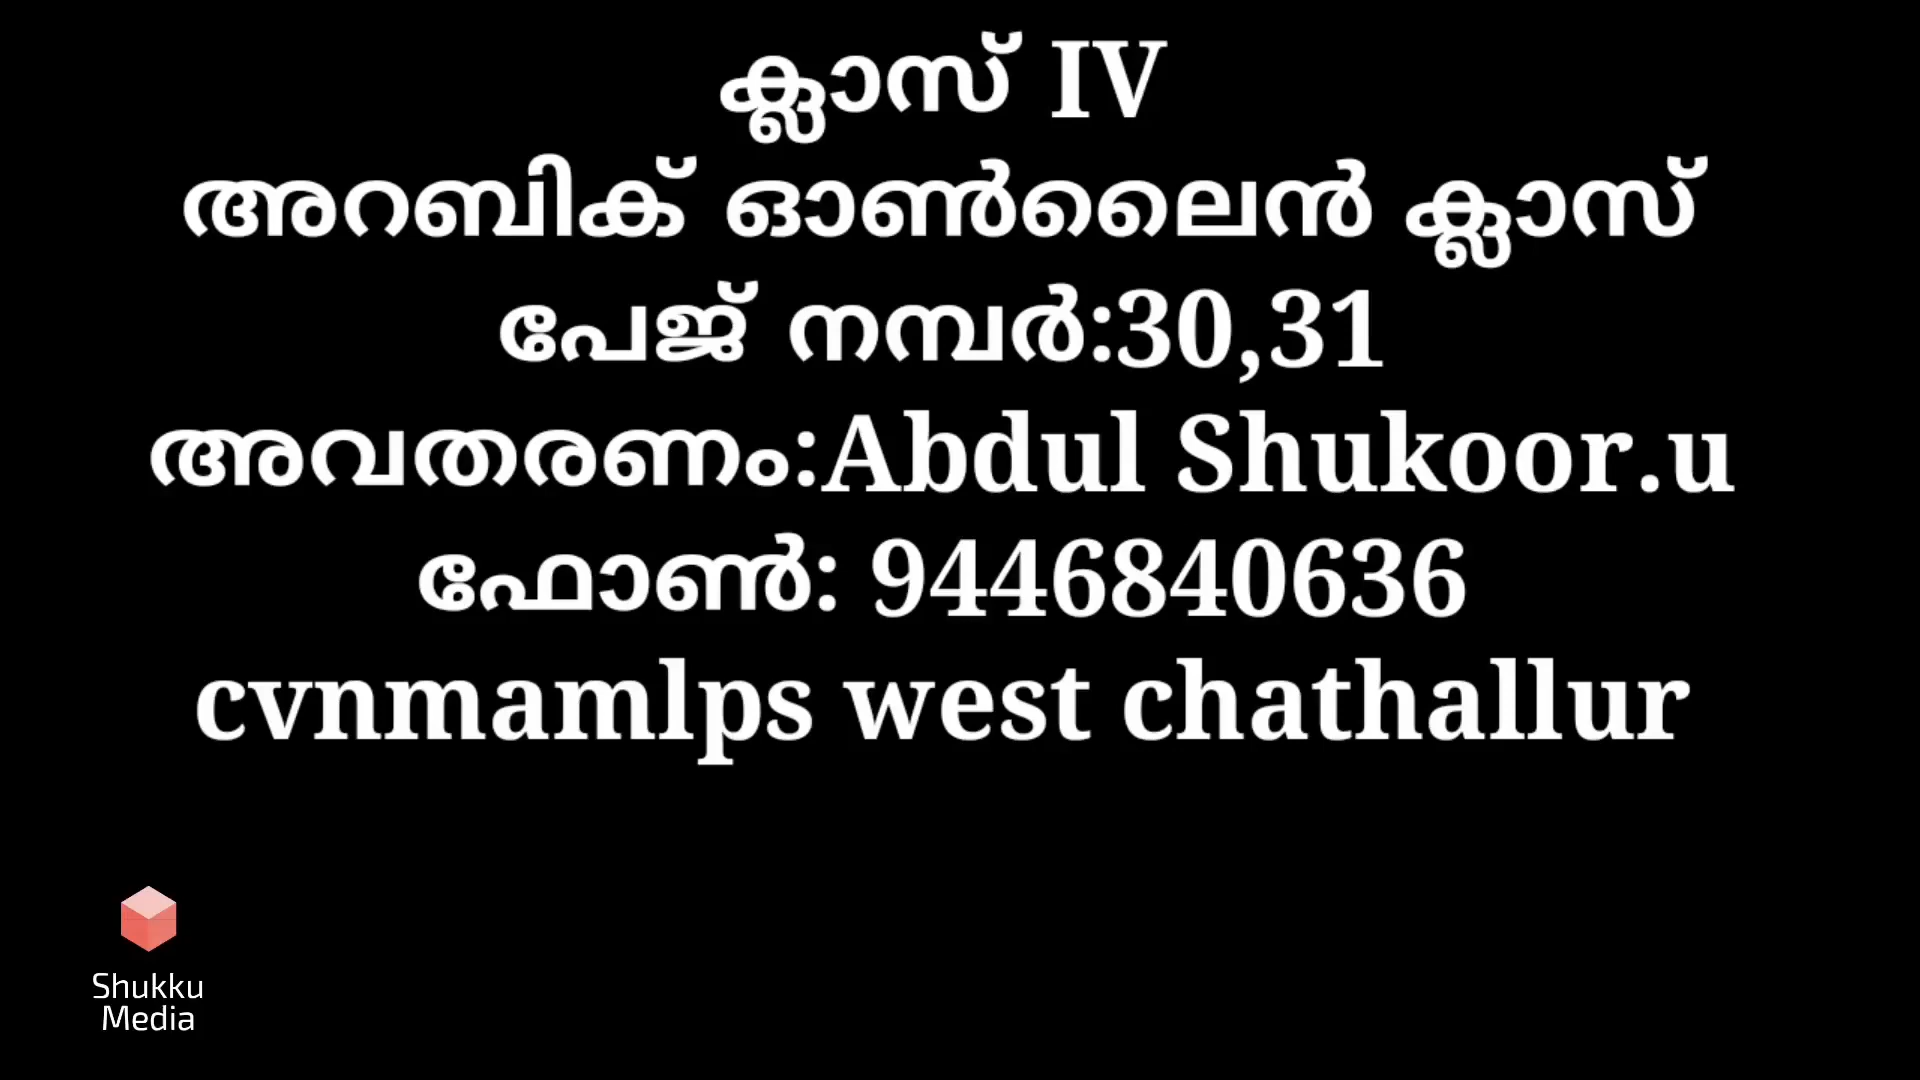 ക്ലാസ് IV
അറബിക് ഓൺലൈൻ ക്ലാസ്
പേജ് നമ്പർ:30,31
അവതരണം:Abdul Shukoor.u
ഫോൺ: 9446840636
cvnmamlps west chathallur
Shukku
Media